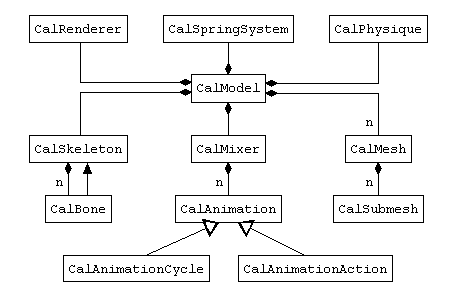 CalRenderer
CalSpringSystem
CalPhysique
CalModel
n
CalSkeleton
CalMixer
CalMesh
n
n
n
CalBone
CalAnimation
CalSubmesh
CalAnimationCycle
CalAnimationAction